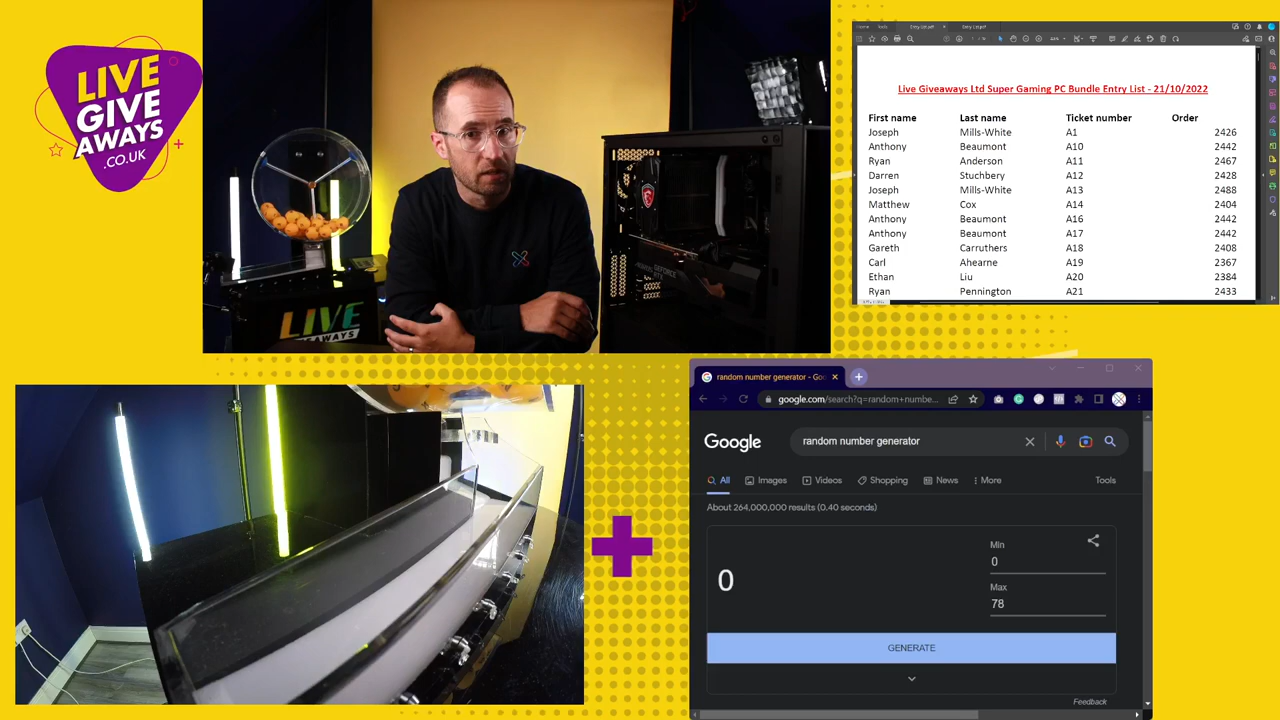 LIVE
GIVE
AWAYS
.CO.UK
LIVE
AWAYS
GEFORCE
Live Giveaways Ltd Super Gaming PC Bundle Entry List - 21/10/2022
First name Last name Ticket number Order
Joseph Mills-White A1 2426
Anthony Beaumont A10 2442
Ryan Anderson A11 2467
Darren Stuchbery A12 2428
Joseph Mills-White A13 2488
Matthew Cox A14 2404
Anthony Beaumont A16 2442
Anthony Beaumont A17 2442
Gareth Carruthers A18 2408
Carl Ahearne A19 2367
Ethan Liu A20 2384
Ryan Pennington A21 2433
random number generator - Goo
google.com/search?q=random+numbe...
Google
random number generator
All Images Videos Shopping News More Tools
About 264,000,000 results (0.40 seconds)
0
Min
0
Max
78
GENERATE
Feedback